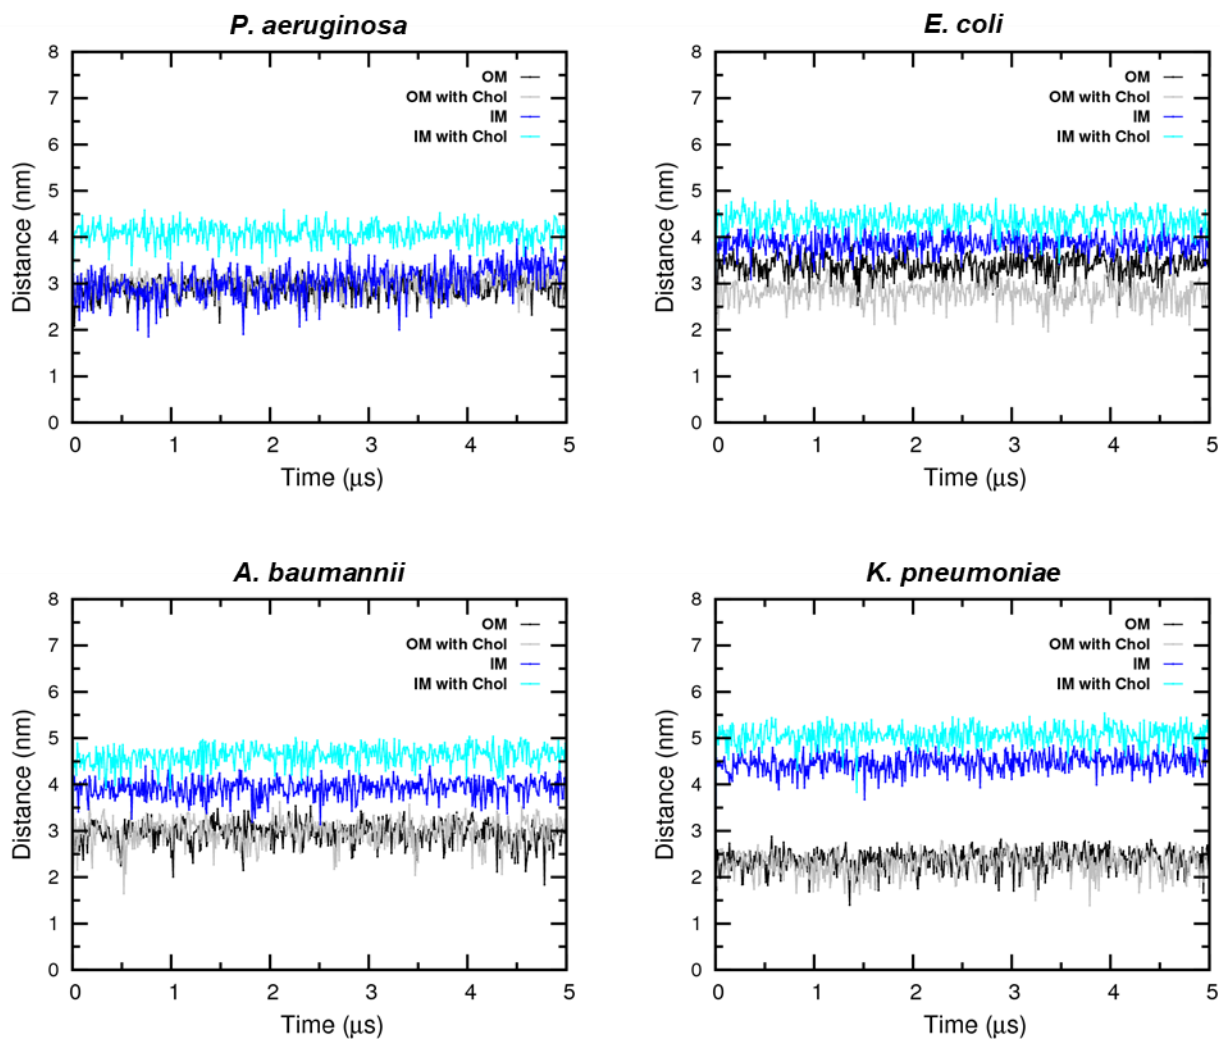 P. aeruginosa
8
7
6
5
4
3
2
1
0
Distance (nm)
OM
OM with Chol
IM
IM with Chol
0 1 2 3 4 5
Time (μs)
E. coli
8
7
6
5
4
3
2
1
0
Distance (nm)
OM
OM with Chol
IM
IM with Chol
0 1 2 3 4 5
Time (μs)
A. baumannii
8
7
6
5
4
3
2
1
0
Distance (nm)
OM
OM with Chol
IM
IM with Chol
0 1 2 3 4 5
Time (μs)
K. pneumoniae
8
7
6
5
4
3
2
1
0
Distance (nm)
OM
OM with Chol
IM
IM with Chol
0 1 2 3 4 5
Time (μs)